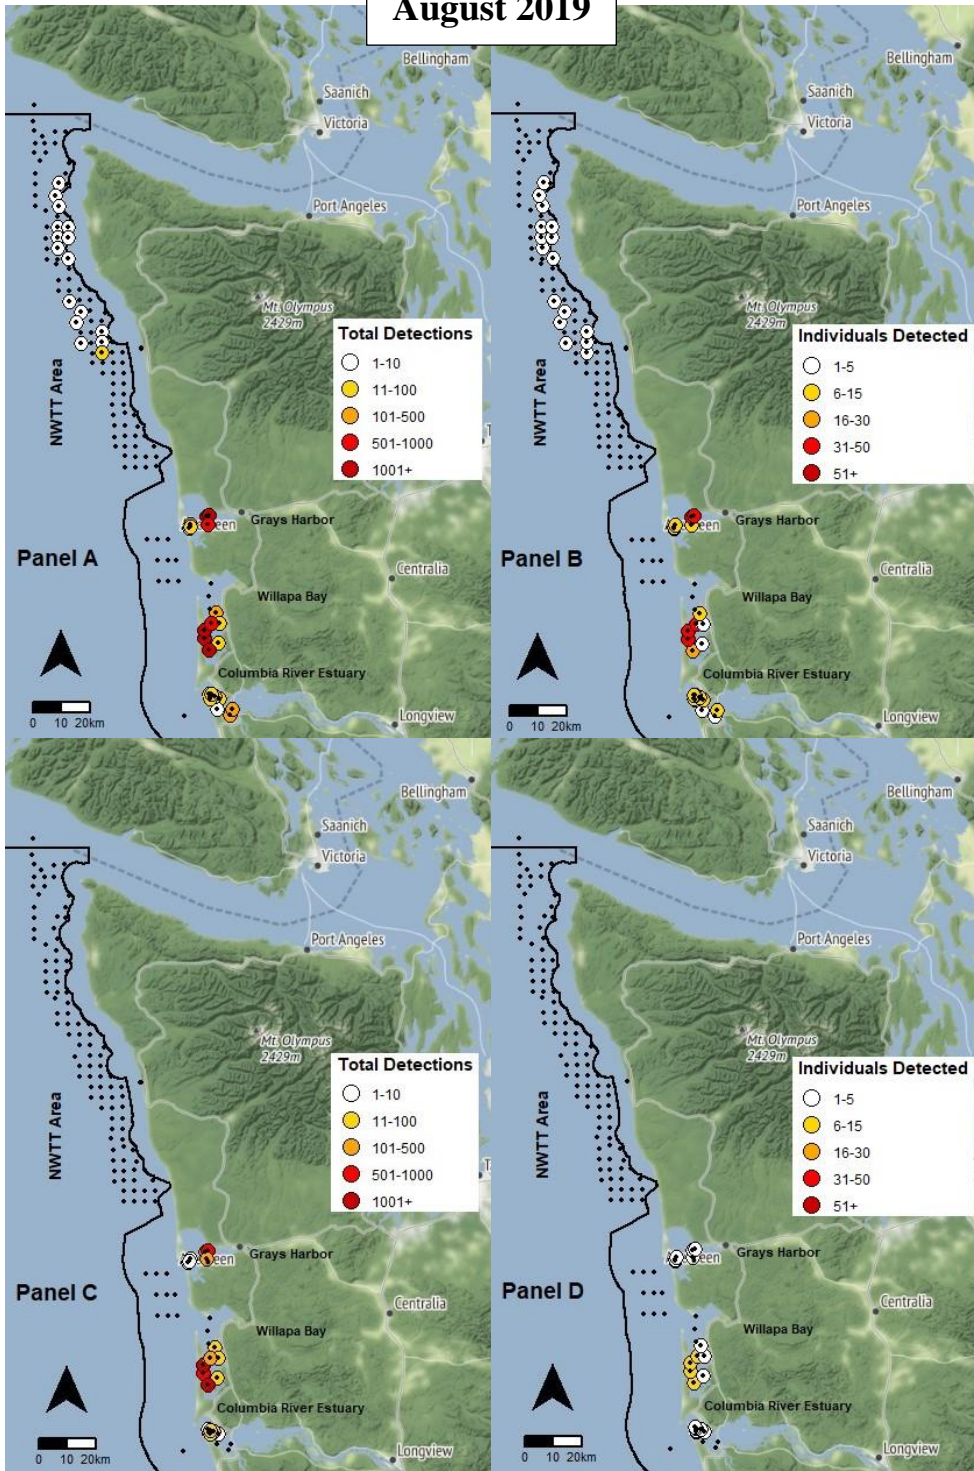 August 2019
Bellingham
Saanich
Victoria
Port Angeles
Mt. Olympus
2429m
Total Detections
1-10
11-100
101-500
501-1000
1001+
NWTT Area
Grays Harbor
Panel A
Centralia
Willapa Bay
Columbia River Estuary
0 10 20km
Longview
Bellingham
Saanich
Victoria
Port Angeles
Mt. Olympus
2429m
Individuals Detected
1-5
6-15
16-30
31-50
51+
NWTT Area
Grays Harbor
Panel B
Centralia
Willapa Bay
Columbia River Estuary
0 10 20km
Longview
Bellingham
Saanich
Victoria
Port Angeles
Mt. Olympus
2429m
Total Detections
1-10
11-100
101-500
501-1000
1001+
NWTT Area
Grays Harbor
Panel C
Centralia
Willapa Bay
Columbia River Estuary
0 10 20km
Longview
Bellingham
Saanich
Victoria
Port Angeles
Mt. Olympus
2429m
Individuals Detected
1-5
6-15
16-30
31-50
51+
NWTT Area
Grays Harbor
Panel D
Centralia
Willapa Bay
Columbia River Estuary
0 10 20km
Longview